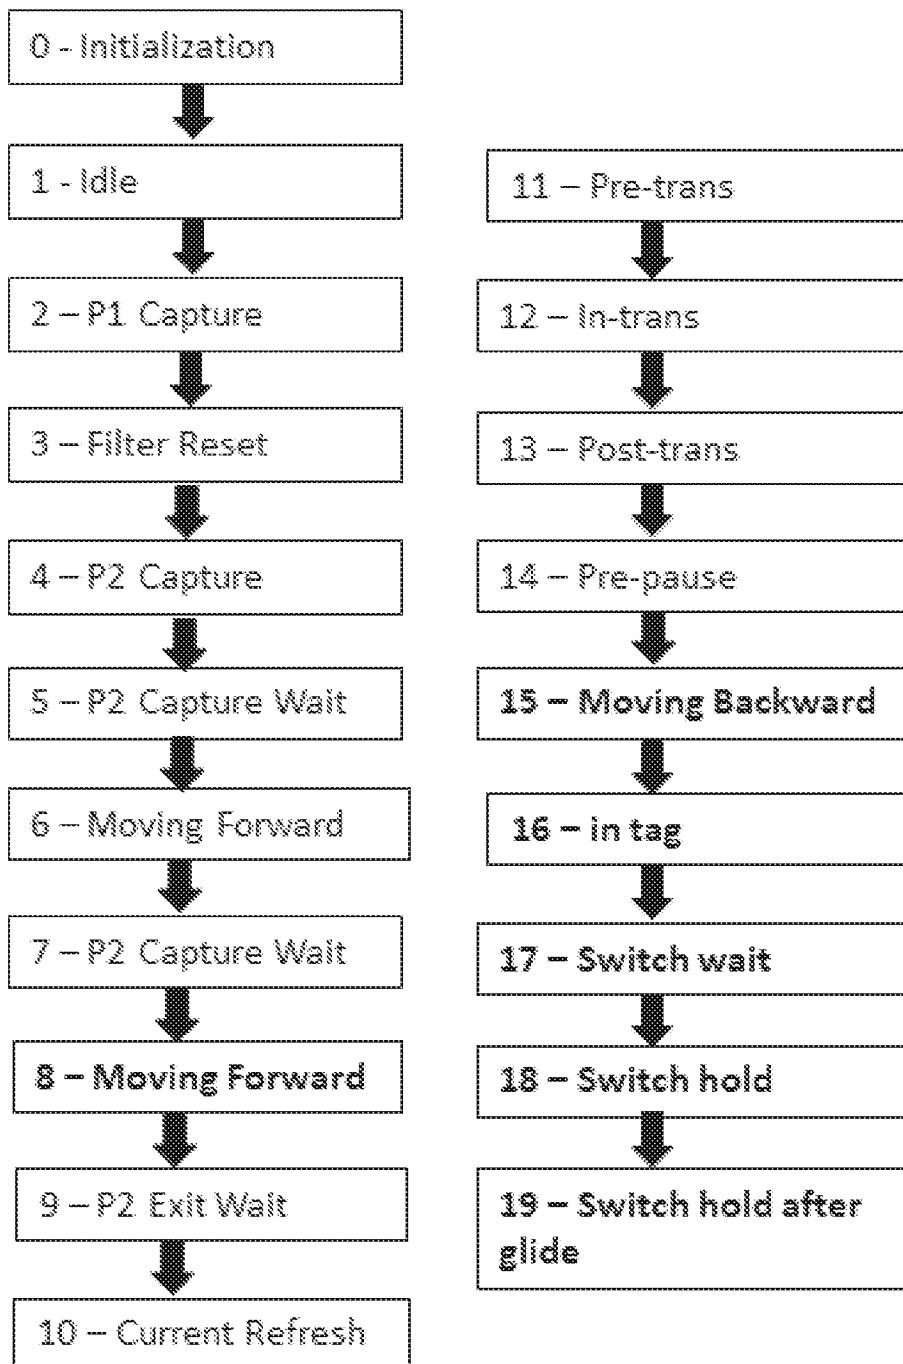 0 - Initialization
1 - Idle
2 – P1 Capture
3 – Filter Reset
4 – P2 Capture
5 – P2 Capture Wait
6 – Moving Forward
7 – P2 Capture Wait
8 – Moving Forward
9 – P2 Exit Wait
10 – Current Refresh
11 – Pre-trans
12 – In-trans
13 – Post-trans
14 – Pre-pause
15 – Moving Backward
16 – in tag
17 – Switch wait
18 – Switch hold
19 – Switch hold after
glide